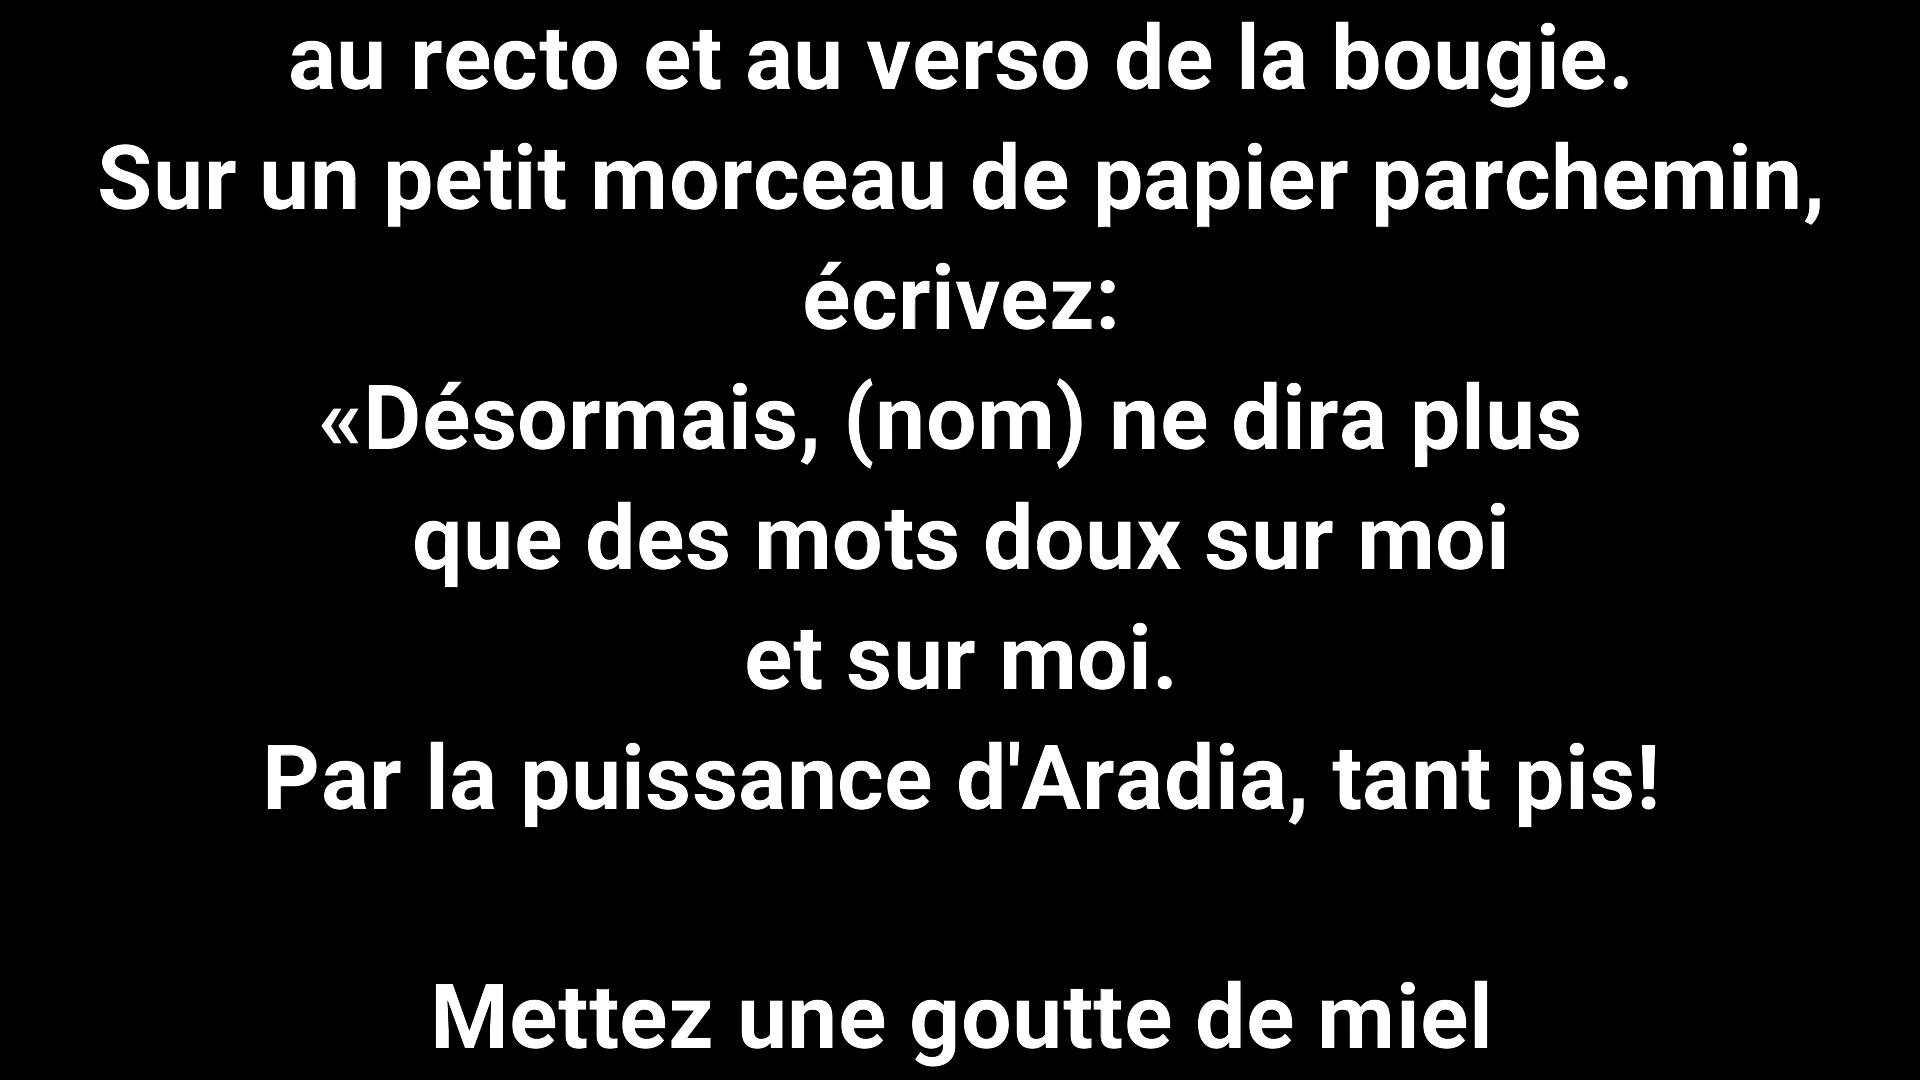 au recto et au verso de la bougie.
Sur un petit morceau de papier parchemin,
écrivez:
«Désormais, (nom) ne dira plus
que des mots doux sur moi
et sur moi.
Par la puissance d'Aradia, tant pis!
Mettez une goutte de miel